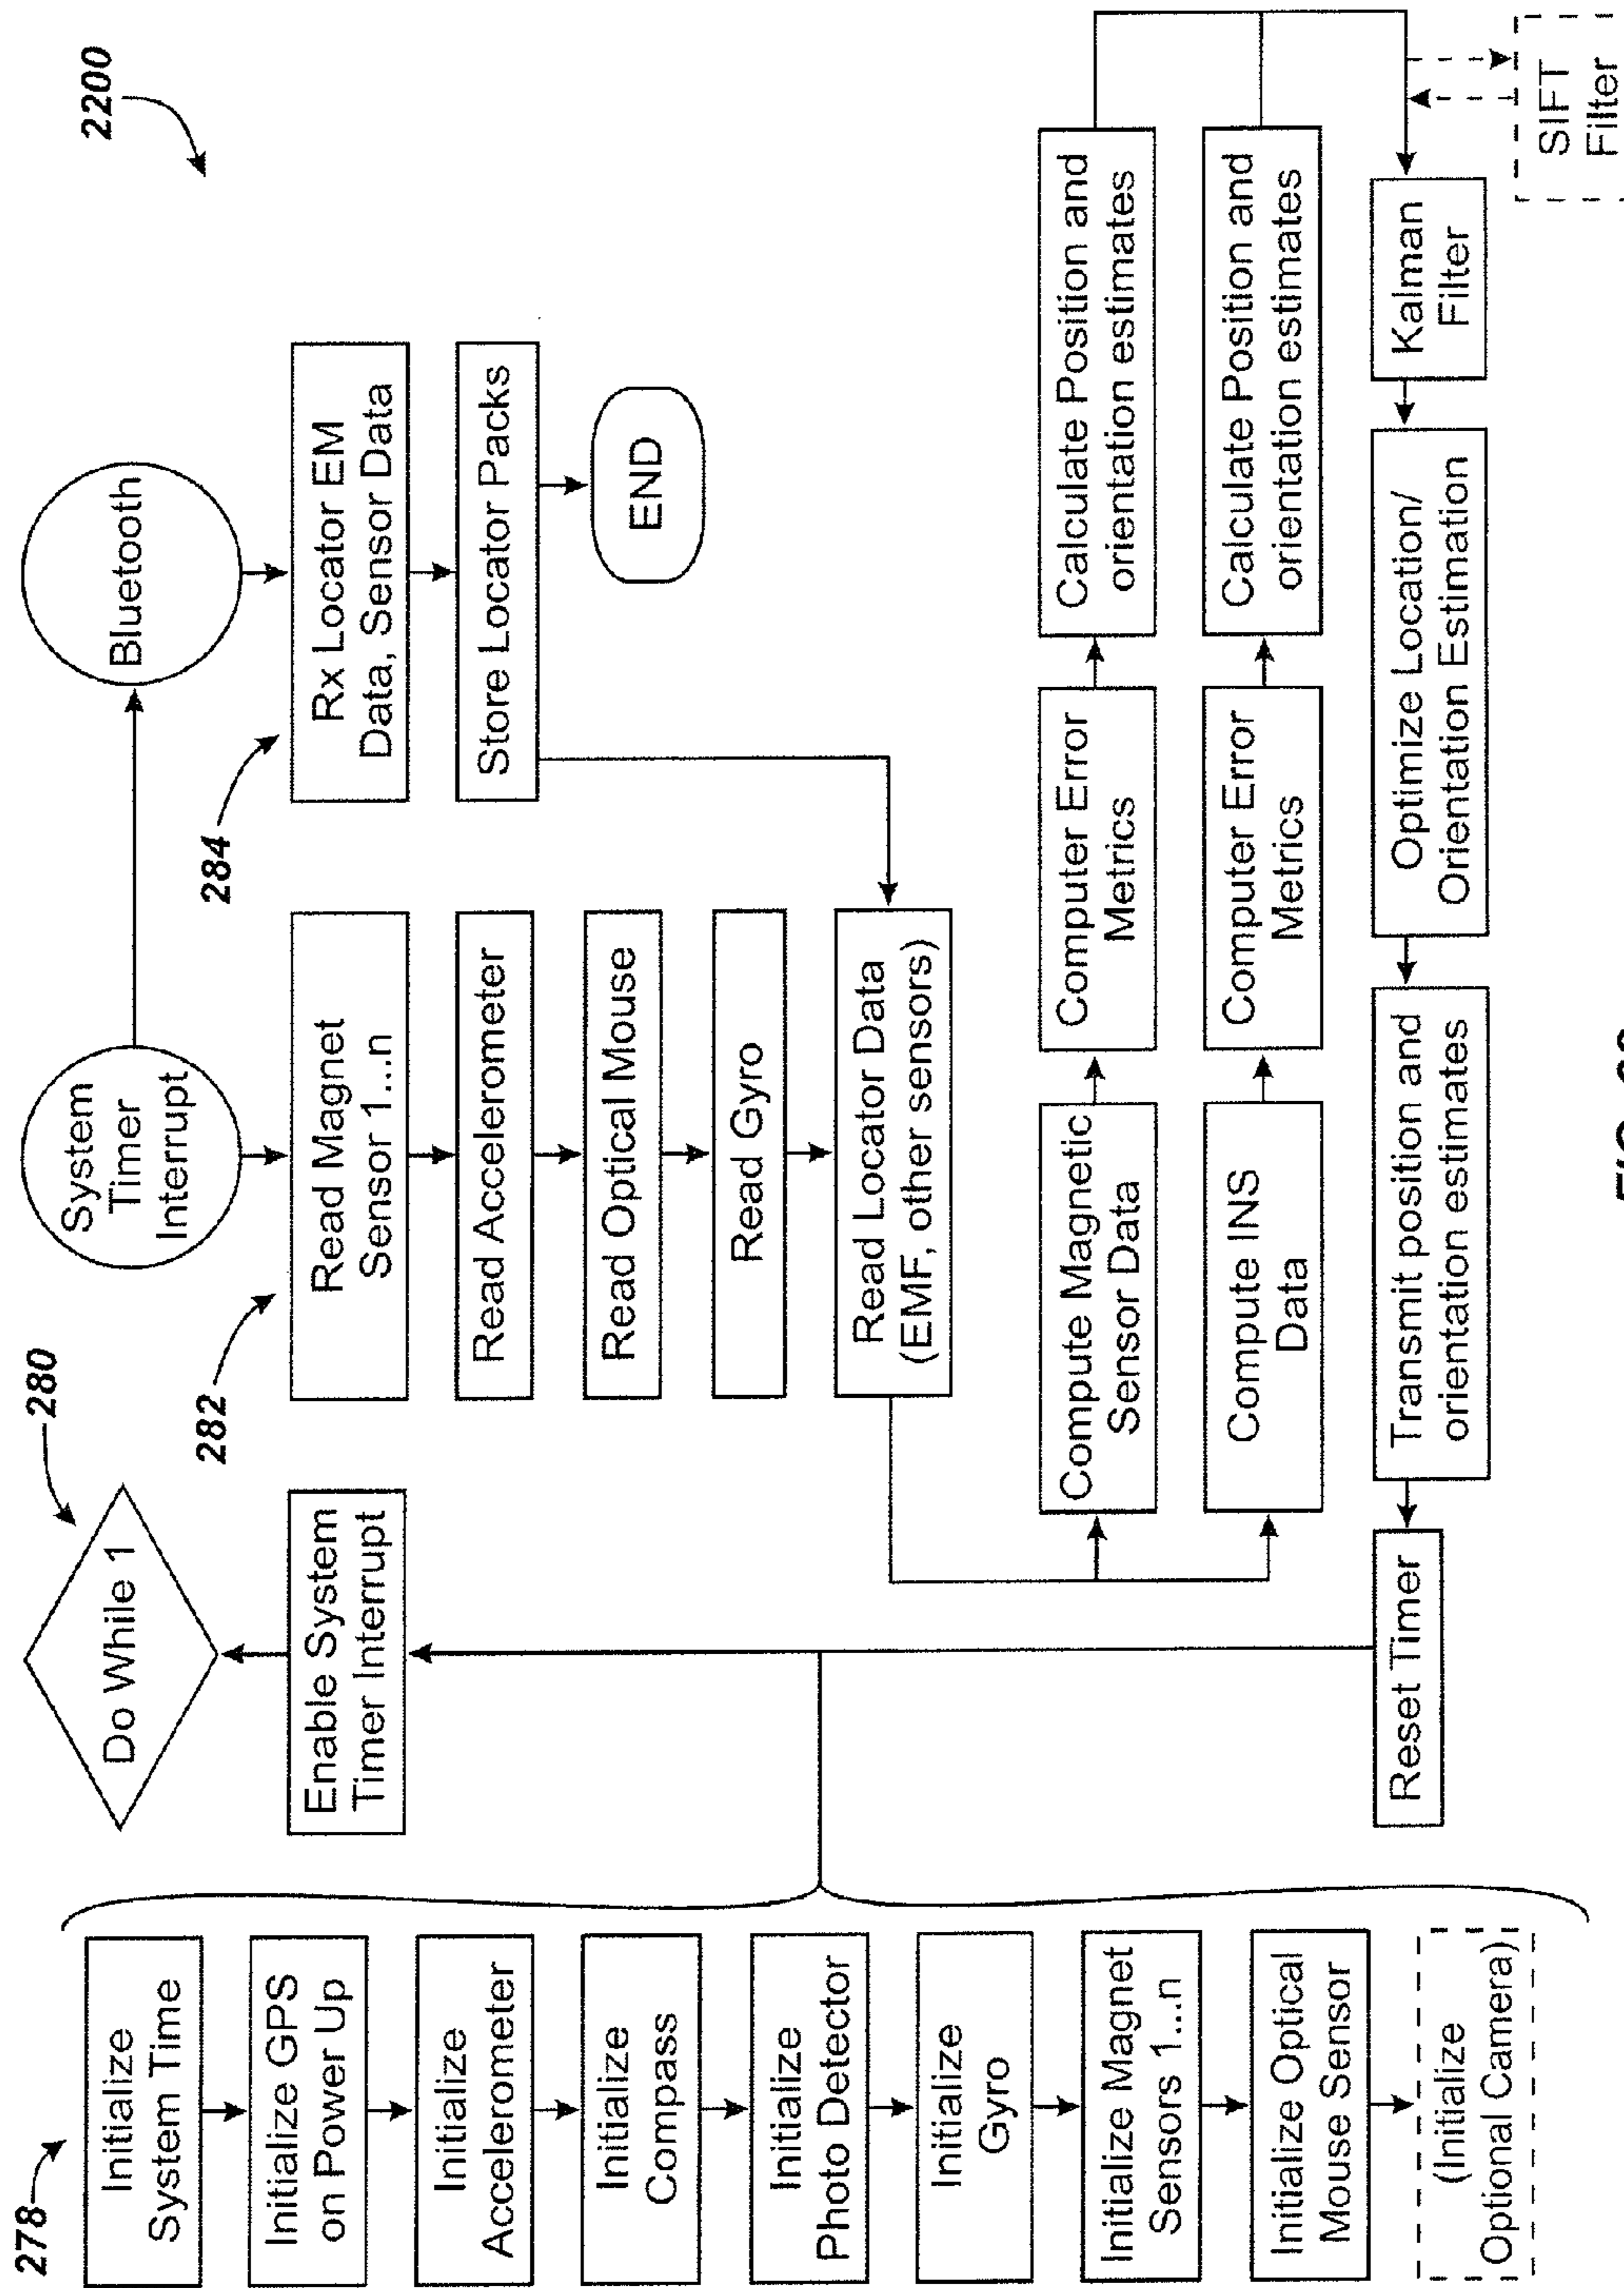 2200
278
Initialize
System Time
Initialize GPS
on Power Up
Initialize
Accelerometer
Initialize
Compass
Initialize
Photo Detector
Initialize
Gyro
Initialize Magnet
Sensors 1...n
Initialize Optical
Mouse Sensor
(Initialize
Optional Camera)
280
Do While 1
Enable System
Timer Interrupt
System
Timer
Interrupt
282
Read Magnet
Sensor 1...n
Read Accelerometer
Read Optical Mouse
Read Gyro
Read Locator Data
(EMF, other sensors)
Bluetooth
284
Rx Locator EM
Data, Sensor Data
Store Locator Packs
END
Compute Magnetic
Sensor Data
Computer Error
Metrics
Calculate Position and
orientation estimates
Compute INS
Data
Computer Error
Metrics
Calculate Position and
orientation estimates
SIFT
Filter
Kalman
Filter
Optimize Location/
Orientation Estimation
Transmit position and
orientation estimates
Reset Timer